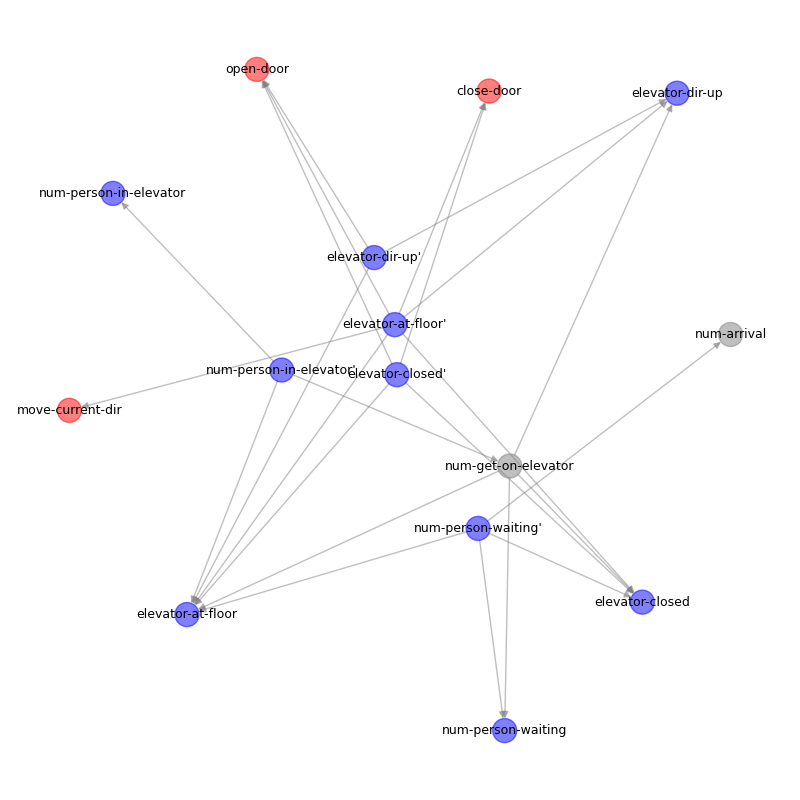 open-door
close-door
elevator-dir-up
num-person-in-elevator
elevator-dir-up'
elevator-at-floor'
num-arrival
num-person-in-elevator'
elevator-closed'
move-current-dir
num-get-on-elevator
num-person-waiting'
elevator-closed
elevator-at-floor
num-person-waiting